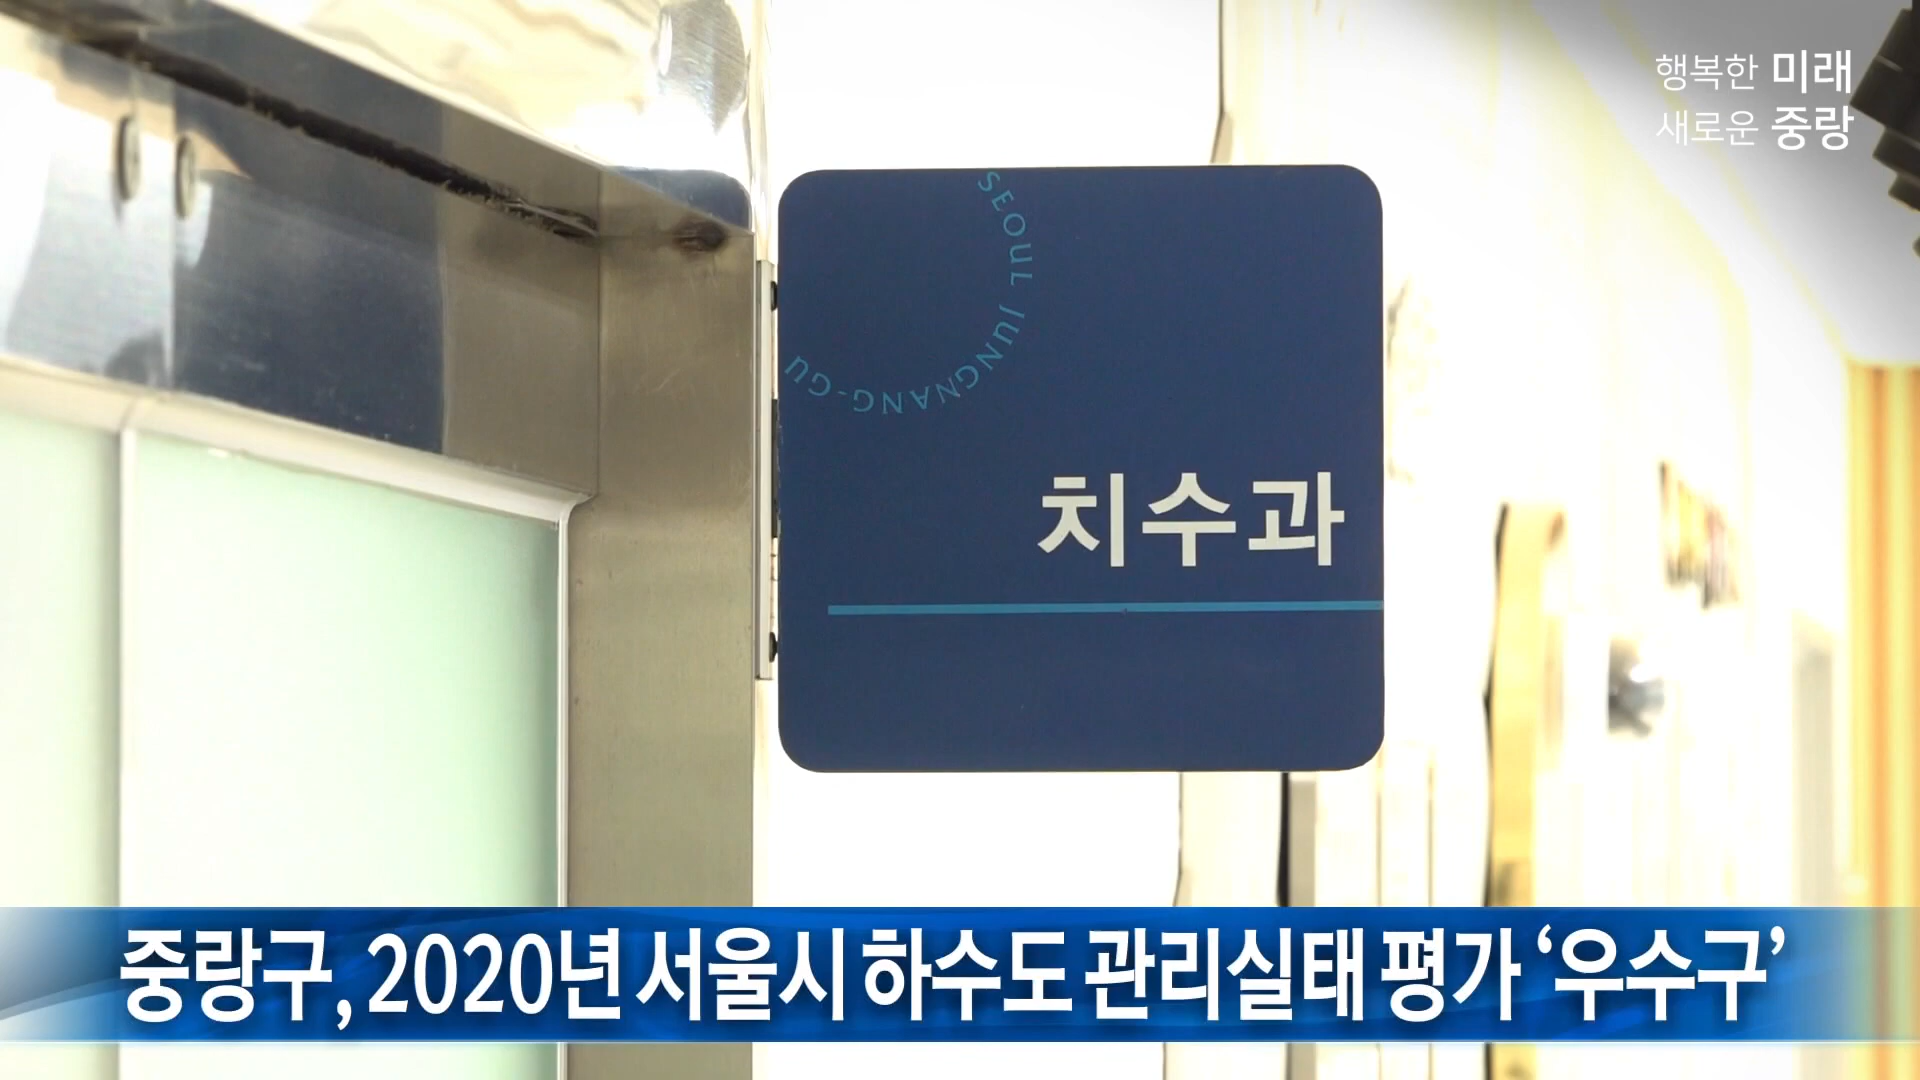 행복한 미래
새로운 중랑
SEOUL JUNGNANG-GU
치수과
중랑구, 2020년 서울시 하수도 관리실태 평가 ‘우수구’